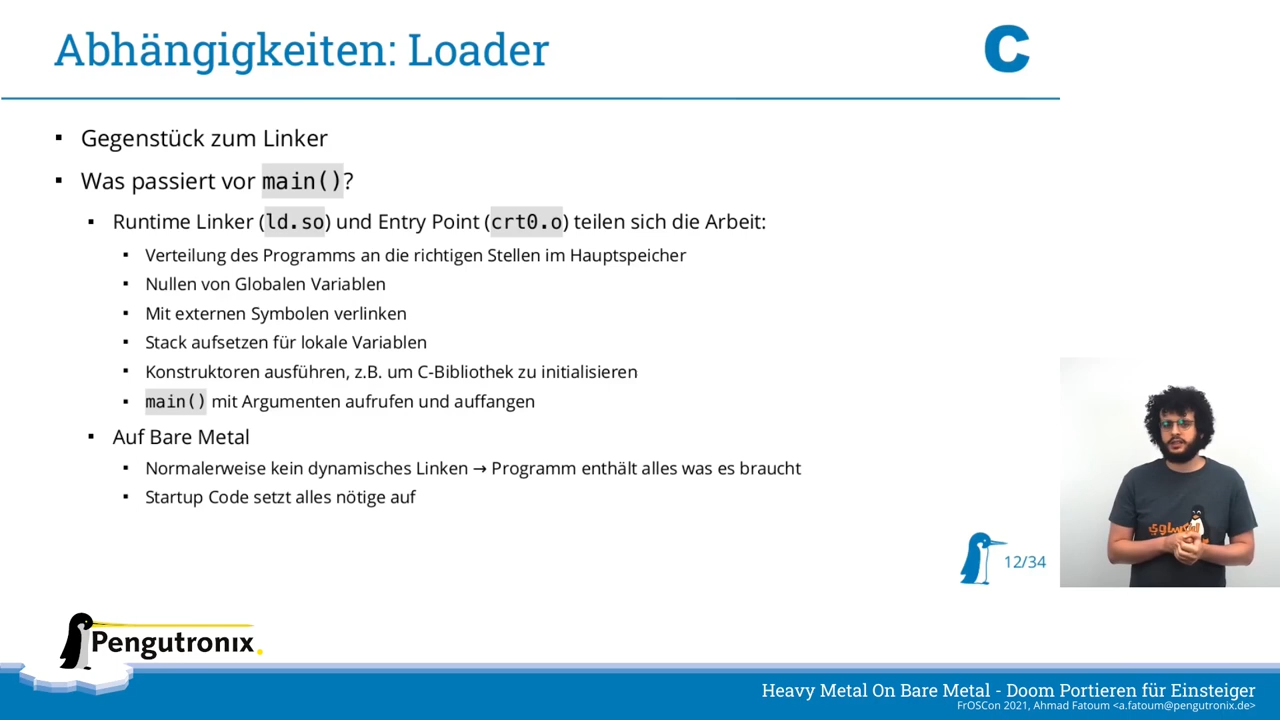 Abhängigkeiten: Loader
C
Gegenstück zum Linker
Was passiert vor main()?
Runtime Linker (ld.so) und Entry Point (crt0.o) teilen sich die Arbeit:
Verteilung des Programms an die richtigen Stellen im Hauptspeicher
Nullen von Globalen Variablen
Mit externen Symbolen verlinken
Stack aufsetzen für lokale Variablen
Konstruktoren ausführen, z.B. um C-Bibliothek zu initialisieren
main() mit Argumenten aufrufen und auffangen
Auf Bare Metal
Normalerweise kein dynamisches Linken → Programm enthält alles was es braucht
Startup Code setzt alles nötige auf
12/34
Pengutronix
Heavy Metal On Bare Metal - Doom Portieren für Einsteiger
FrOSCon 2021, Ahmad Fatoum <a.fatoum@pengutronix.de>